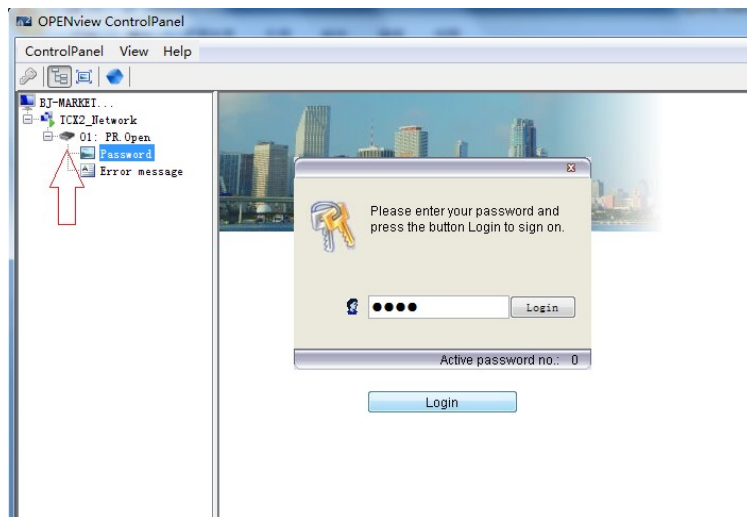 OPENview ControlPanel
ControlPanel View Help
BJ-MARKET...
TCX2_Network
01: PR.Open
Password
Error message
Please enter your password and
press the button Login to sign on.
Login
Active password no.: 0
Login